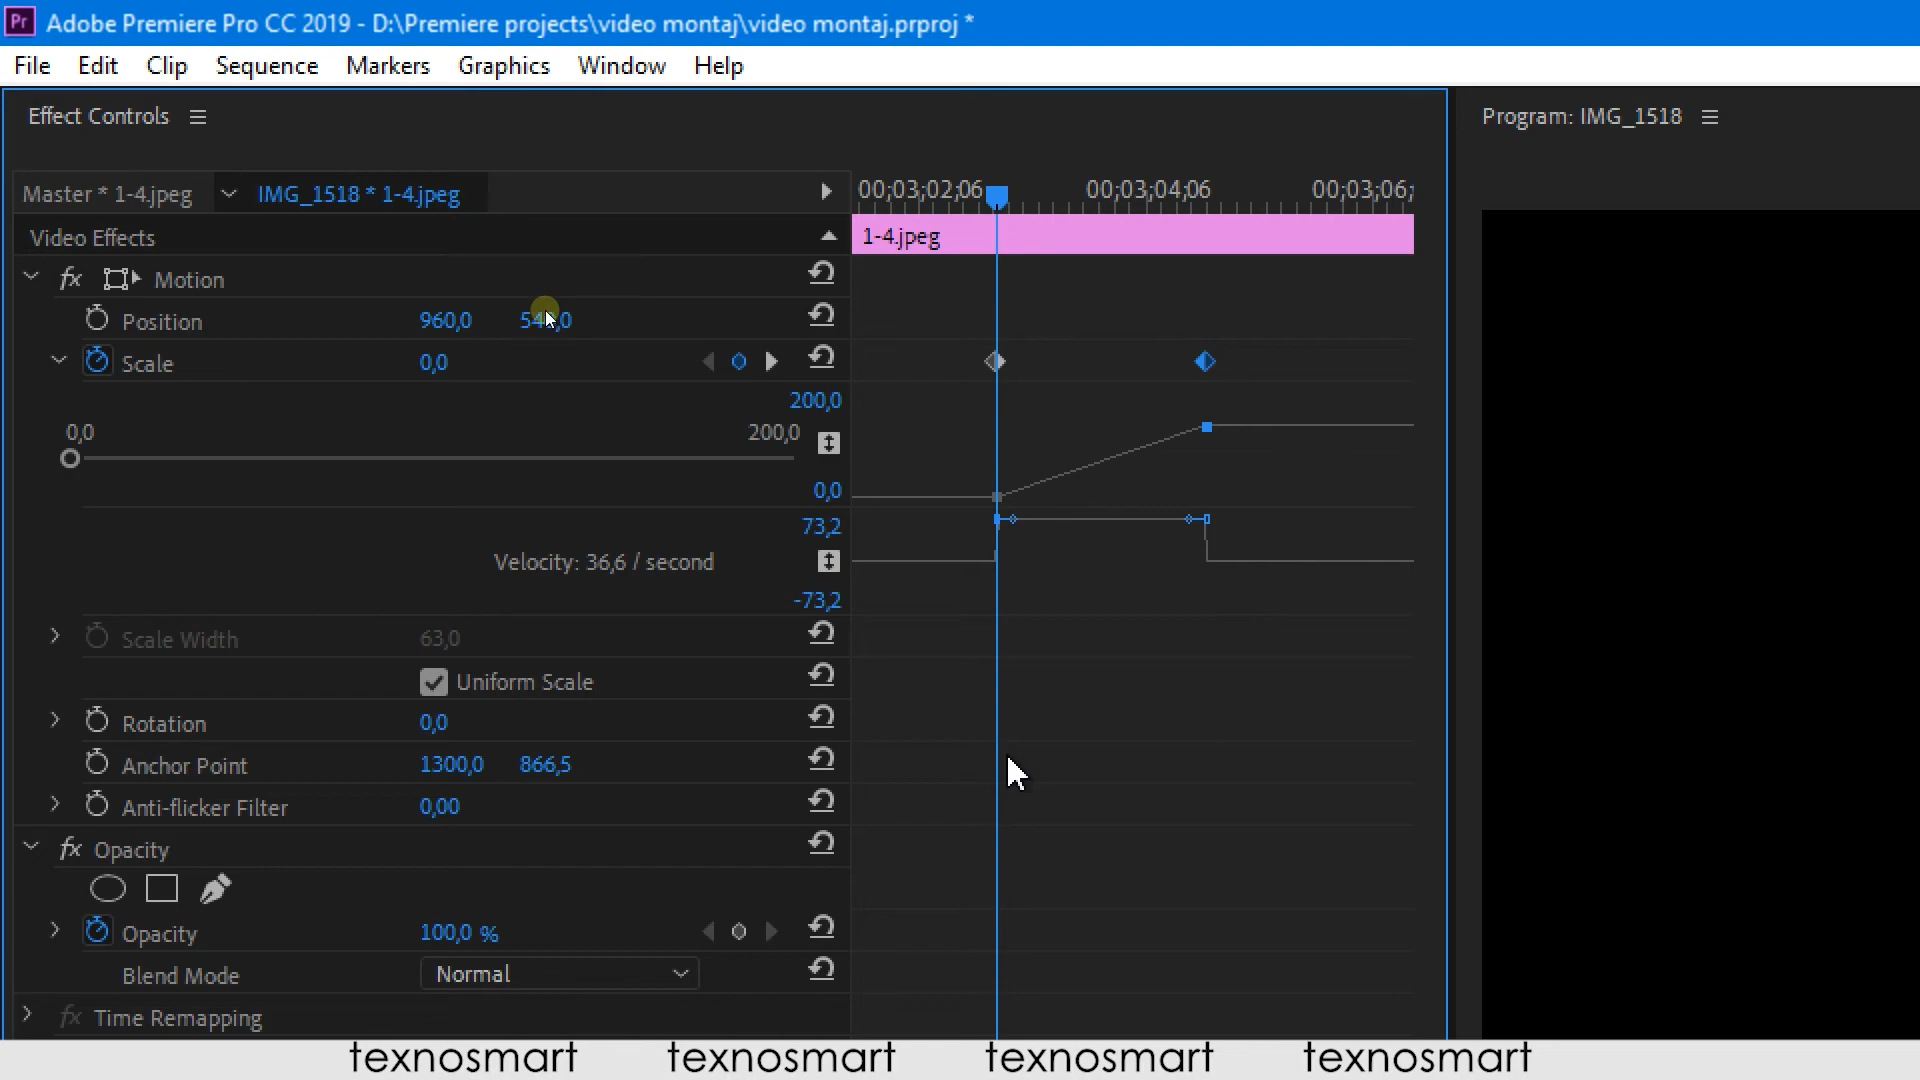 Pr Adobe Premiere Pro CC 2019 - D:\Premiere projects\video montaj\video montaj.prproj *
File Edit Clip Sequence Markers Graphics Window Help
Effect Controls
Program: IMG_1518
Master * 1-4.jpeg IMG_1518 * 1-4.jpeg
00;03;02;06 00;03;04;06 00;03;06;
Video Effects
1-4.jpeg
fx Motion
Position 960,0
Scale 0,0
200,0
0,0 200,0
0,0
73,2
Velocity: 36,6 / second
-73,2
Scale Width 63,0
Uniform Scale
Rotation 0,0
Anchor Point 1300,0 866,5
Anti-flicker Filter 0,00
fx Opacity
Opacity 100,0 %
Blend Mode Normal
fx Time Remapping
texnosmart texnosmart texnosmart texnosmart